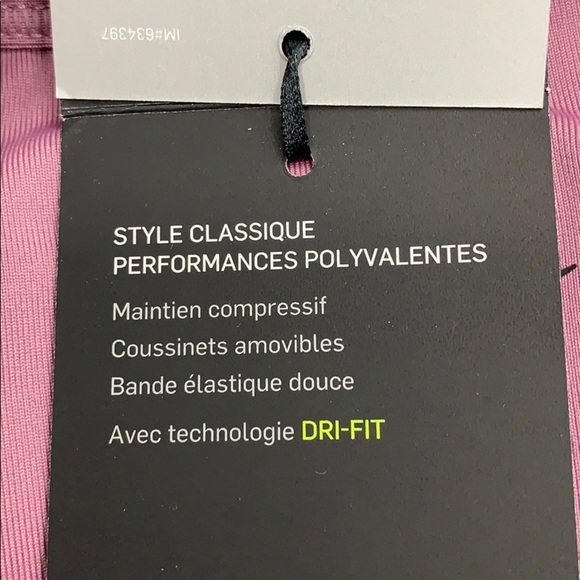 IM#634397
STYLE CLASSIQUE
PERFORMANCES POLYVALENTES
Maintien compressif
Coussinets amovibles
Bande élastique douce
Avec technologie DRI-FIT